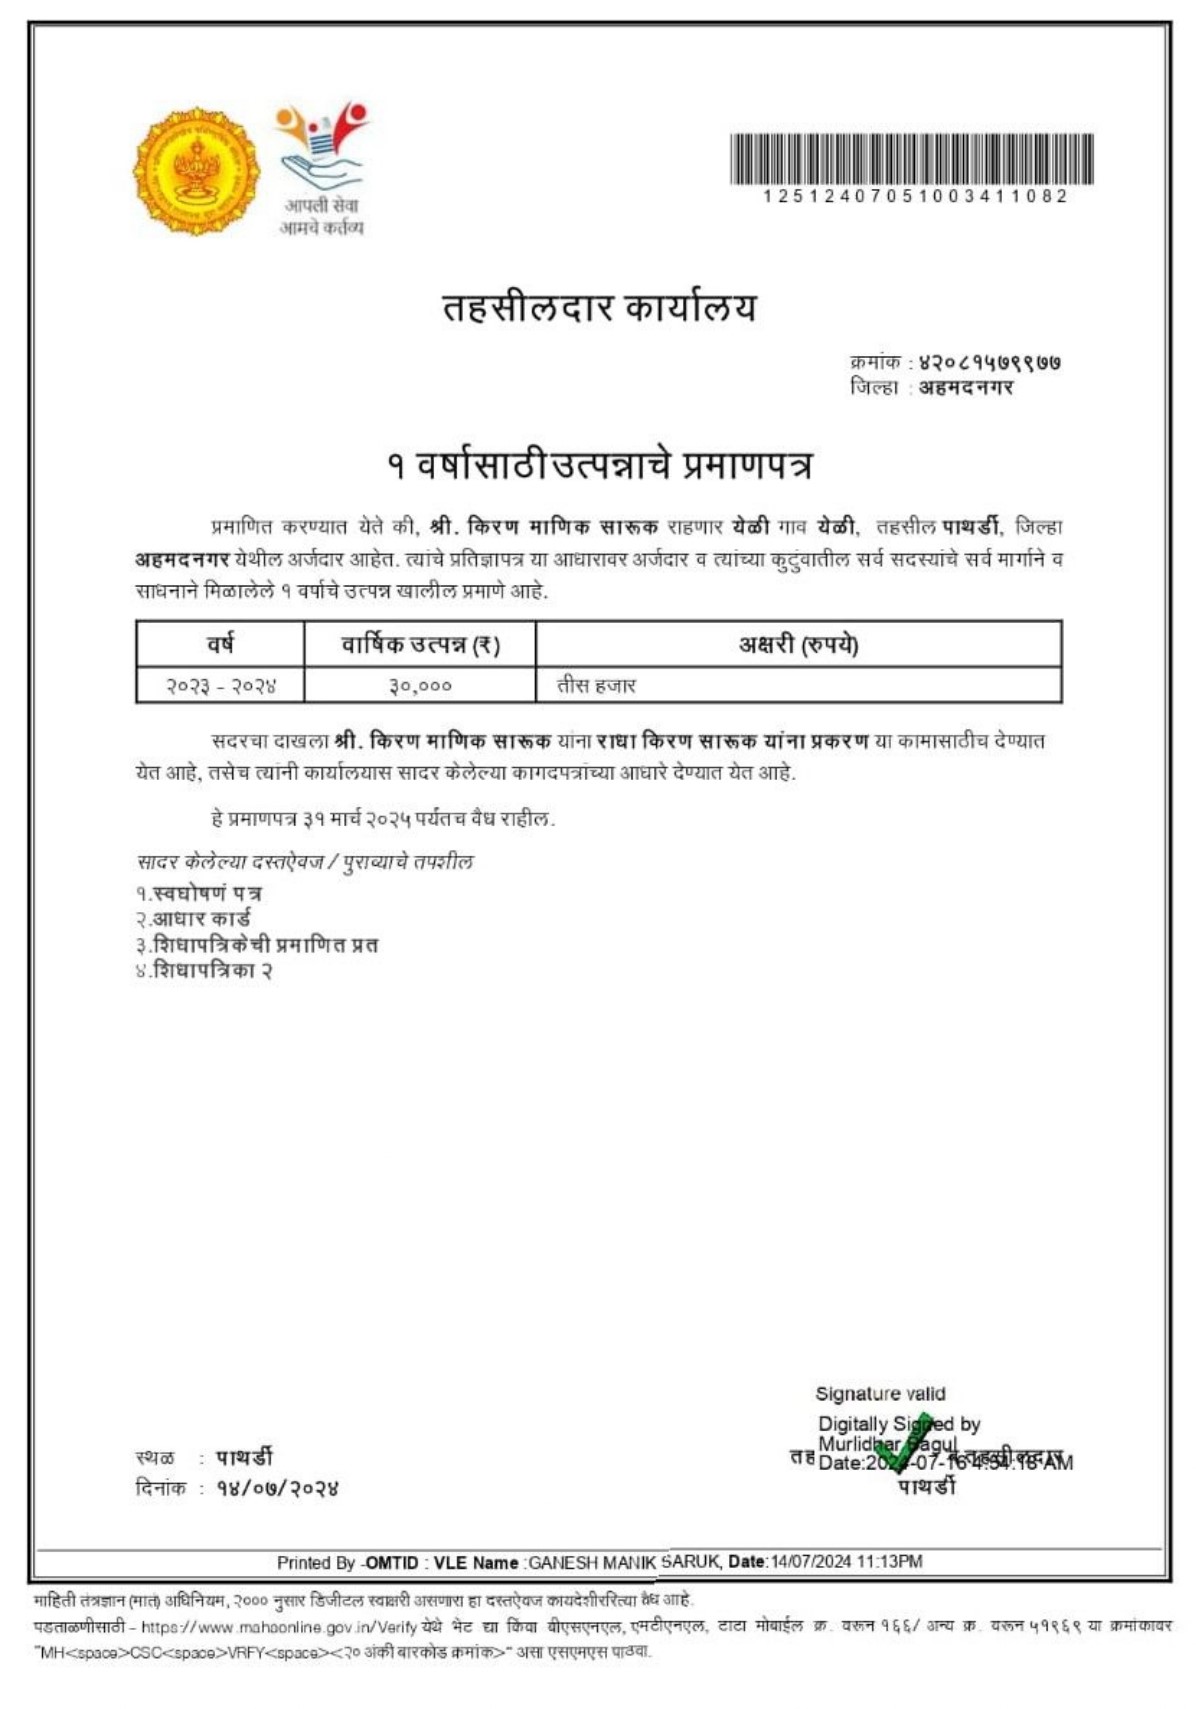 आपली सेवा
आमचे कर्तव्य
12512407051003411082
तहसीलदार कार्यालय
क्रमांक : ४२०८१५७९९७७
जिल्हा : अहमदनगर
१ वर्षासाठी उत्पन्नाचे प्रमाणपत्र
प्रमाणित करण्यात येते की, श्री. किरण माणिक सारूक राहणार येळी गाव येळी, तहसील पाथर्डी, जिल्हा
अहमदनगर येथील अर्जदार आहेत. त्यांचे प्रतिज्ञापत्र या आधारावर अर्जदार व त्यांच्या कुटुंवातील सर्व सदस्यांचे सर्व मार्गाने व
साधनाने मिळालेले १ वर्षाचे उत्पन्न खालील प्रमाणे आहे.
वर्ष वार्षिक उत्पन्न (₹) अक्षरी (रुपये)
२०२३ - २०२४ ३०,००० तीस हजार
सदरचा दाखला श्री. किरण माणिक सारूक यांना राधा किरण सारूक यांना प्रकरण या कामासाठीच देण्यात
येत आहे, तसेच त्यांनी कार्यालयास सादर केलेल्या कागदपत्रांच्या आधारे देण्यात येत आहे.
हे प्रमाणपत्र ३१ मार्च २०२५ पर्यंतच वैध राहील.
सादर केलेल्या दस्तऐवज / पुराव्याचे तपशील
१.स्वघोषणं पत्र
२.आधार कार्ड
३.शिधापत्रिकेची प्रमाणित प्रत
४.शिधापत्रिका २
Signature valid
Digitally Signed by
Murlidhar Bagul
Date:2024-07-16 4:54:18 AM
तह तहसीलदार
पाथर्डी
स्थळ : पाथर्डी
दिनांक : १४/०७/२०२४
Printed By -OMTID : VLE Name :GANESH MANIK SARUK, Date:14/07/2024 11:13PM
माहिती तंत्रज्ञान (मातं) अधिनियम, २००० नुसार डिजीटल स्वाक्षरी असणारा हा दस्तऐवज कायदेशीररित्या वैध आहे.
पडताळणीसाठी - https://www.mahaonline.gov.in/Verify येथे भेट द्या किंवा बीएसएनएल, एमटीएनएल, टाटा मोबाईल क्र. वरून १६६/ अन्य क्र. वरून ५१९६९ या क्रमांकावर
"MH<space>CSC<space>VRFY<space><२० अंकी बारकोड क्रमांक>" असा एसएमएस पाठवा.